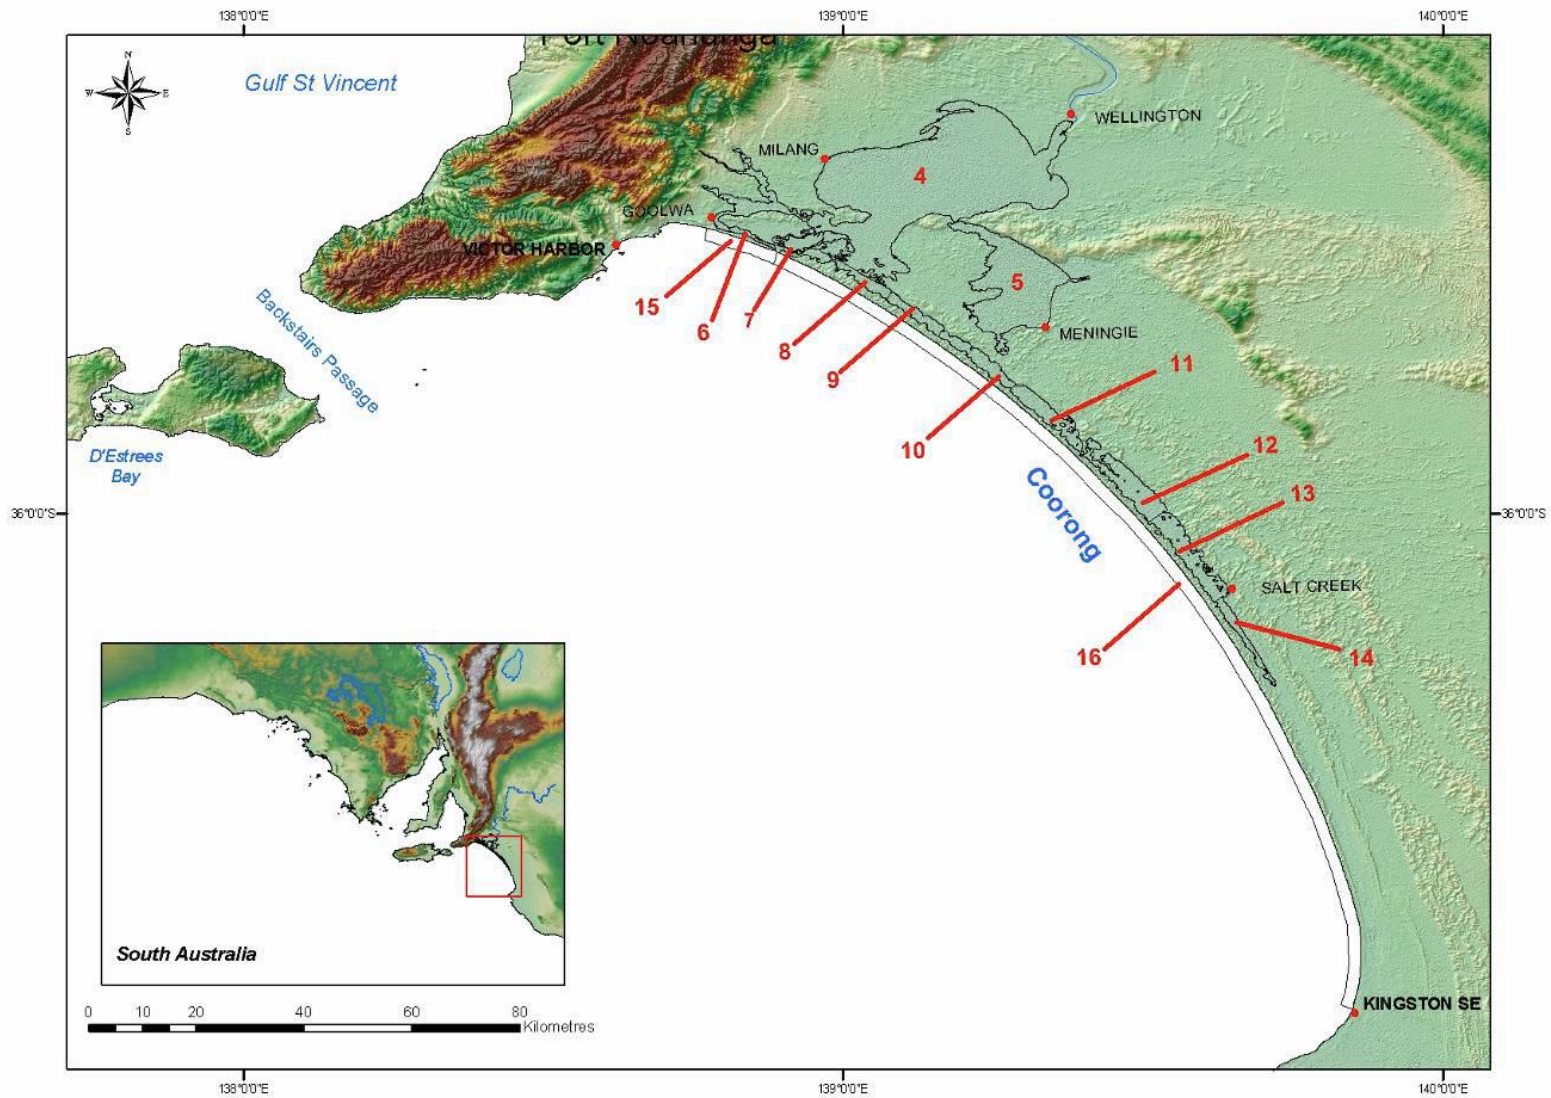 138°0'0"E
139°0'0"E
140°0'0"E
Port Noarlunga
N
W
E
S
Gulf St Vincent
WELLINGTON
MILANG
4
GOOLWA
VICTOR HARBOR
5
15
6
7
8
9
MENINGIE
Backstairs Passage
11
10
D'Estrees
Bay
12
Coorong
13
36°0'0"S
36°0'0"S
SALT CREEK
16
14
South Australia
KINGSTON SE
0
10
20
40
60
80
Kilometres
138°0'0"E
139°0'0"E
140°0'0"E